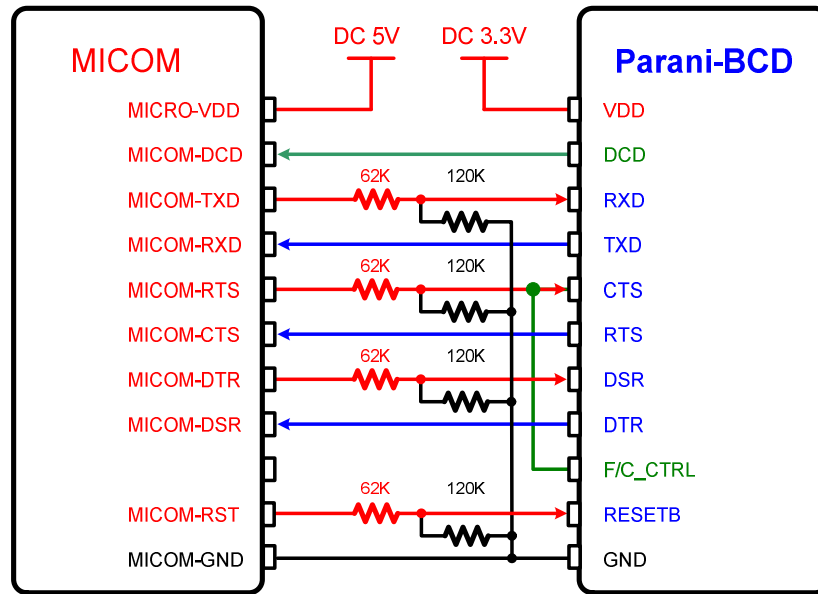 DC 5V
DC 3.3V
MICOM
Parani-BCD
MICRO-VDD
VDD
MICOM-DCD
DCD
62K
120K
MICOM-TXD
RXD
MICOM-RXD
TXD
62K
120K
MICOM-RTS
CTS
MICOM-CTS
RTS
62K
120K
MICOM-DTR
DSR
MICOM-DSR
DTR
F/C_CTRL
62K
120K
MICOM-RST
RESETB
MICOM-GND
GND